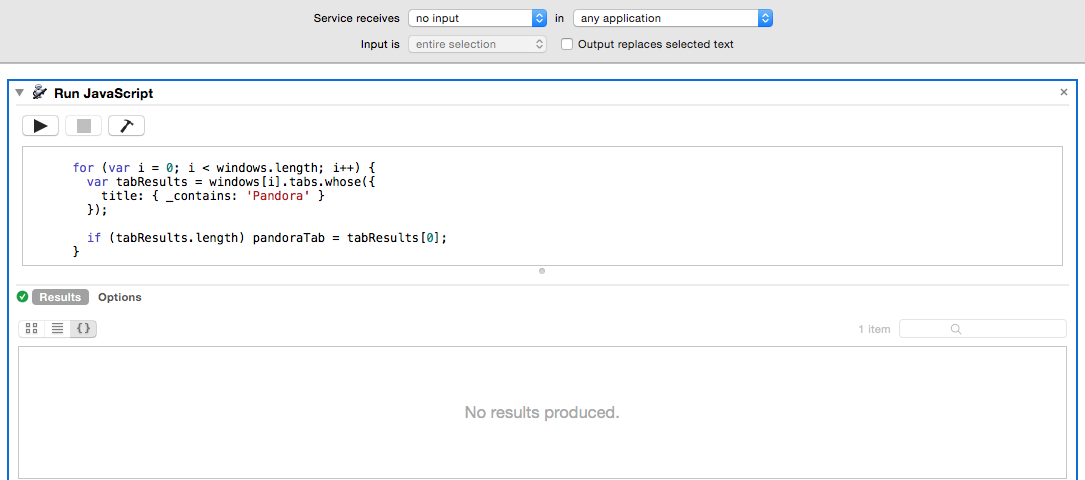 Service receives no input in any application
Input is entire selection Output replaces selected text
Run JavaScript
for (var i = 0; i < windows.length; i++) {
var tabResults = windows[i].tabs.whose({
title: { _contains: 'Pandora' }
});
if (tabResults.length) pandoraTab = tabResults[0];
}
Results Options
{} 1 item
No results produced.